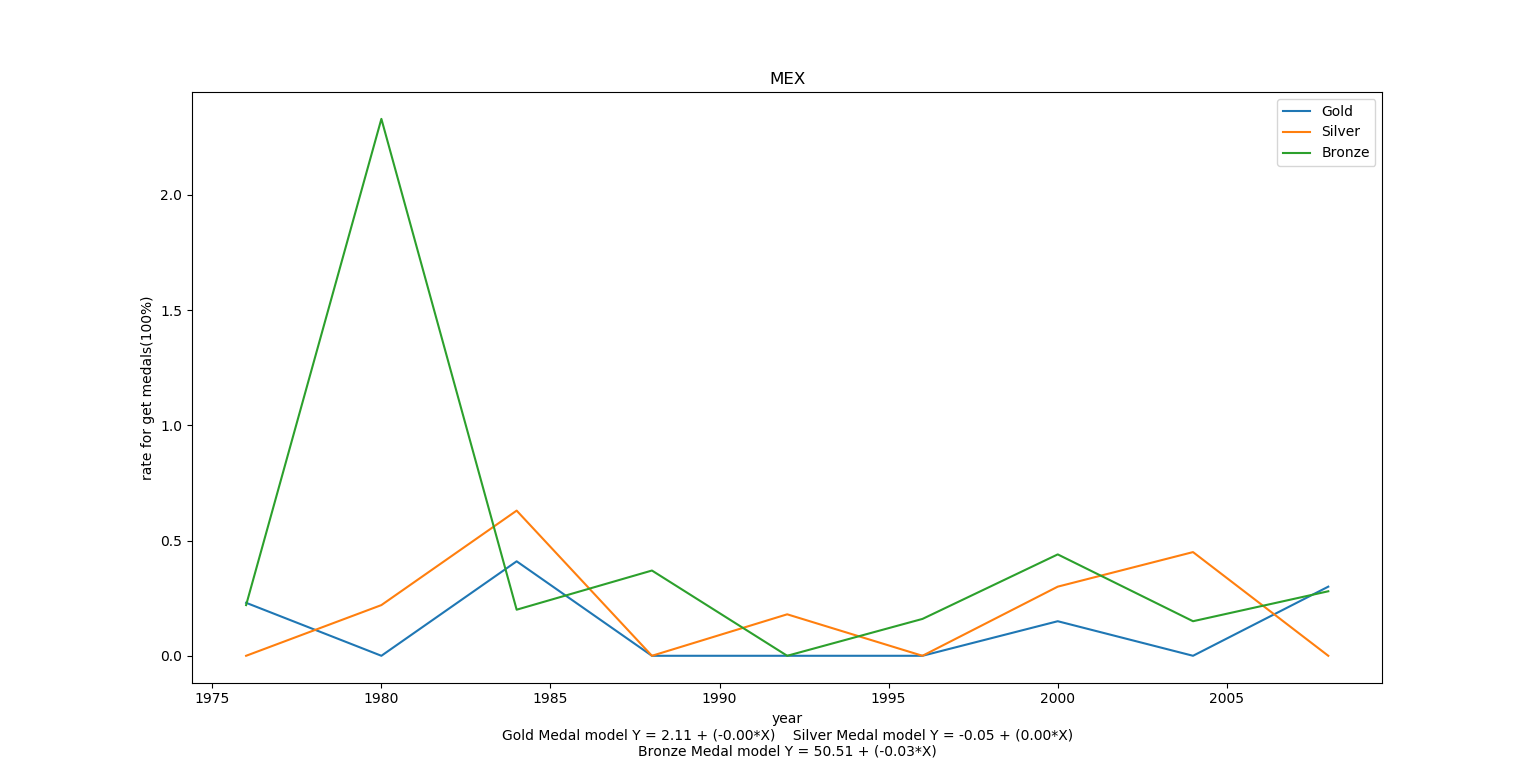 MEX
Gold
Silver
Bronze
rate for get medals(100%)
2.0
1.5
1.0
0.5
0.0
1975 1980 1985 1990 1995 2000 2005
year
Gold Medal model Y = 2.11 + (-0.00*X)    Silver Medal model Y = -0.05 + (0.00*X)
Bronze Medal model Y = 50.51 + (-0.03*X)